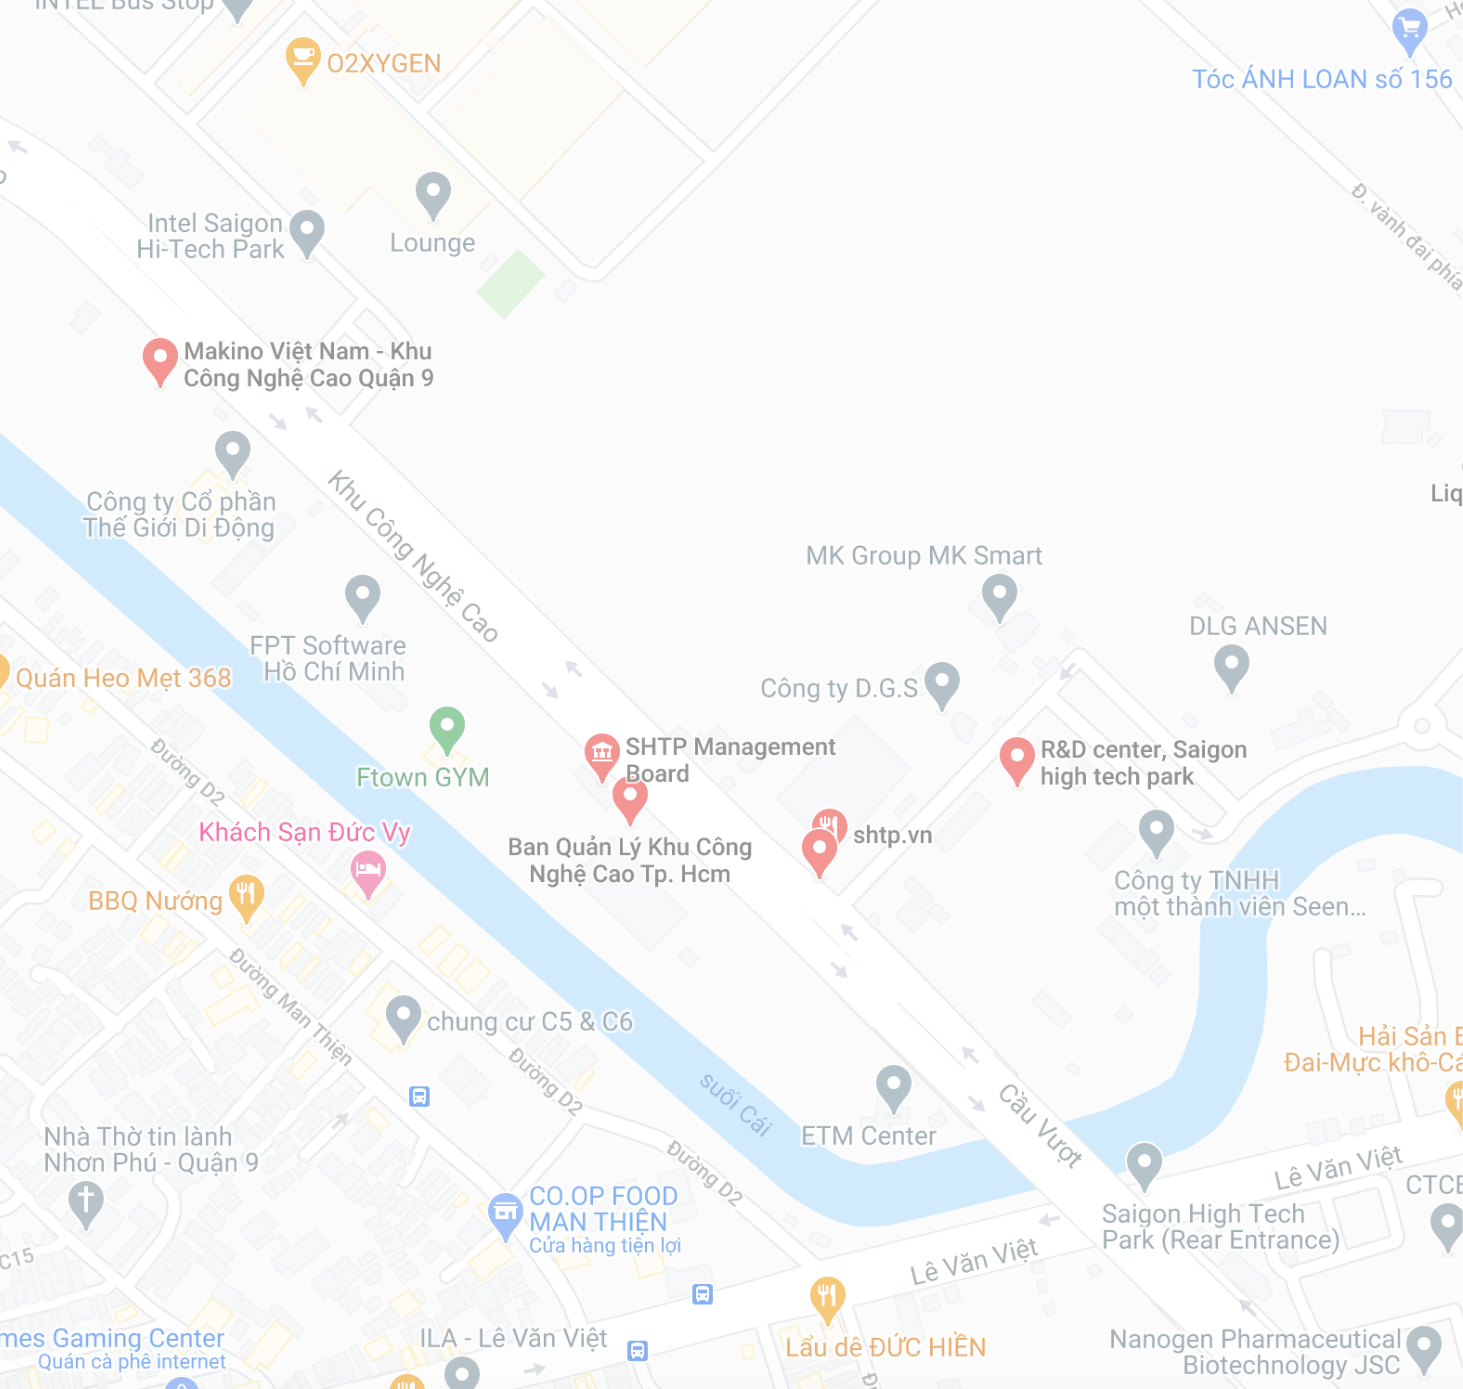 INTEL Bus Stop
O2XYGEN
Tóc ÁNH LOAN số 156
Đ. vành đai phía
Intel Saigon
Hi-Tech Park
Lounge
Makino Việt Nam - Khu
Công Nghệ Cao Quận 9
Công ty Cổ phần
Thế Giới Di Động
Khu Công Nghệ Cao
Liq
MK Group MK Smart
DLG ANSEN
FPT Software
Hồ Chí Minh
Quán Heo Mẹt 368
Công ty D.G.S
Đường D2
Ftown GYM
SHTP Management
Board
R&D center, Saigon
high tech park
Khách Sạn Đức Vy
shtp.vn
Ban Quản Lý Khu Công
Nghệ Cao Tp. Hcm
BBQ Nướng
Công ty TNHH
một thành viên Seen...
Đường Man Thiện
chung cư C5 & C6
Đường D2
Hải Sản
Đai-Mực khô-Cá
suối Cái
ETM Center
Cầu Vượt
Nhà Thờ tin lành
Nhơn Phú - Quận 9
Đường D2
Lê Văn Việt
CTCE
CO.OP FOOD
MAN THIỆN
Cửa hàng tiện lợi
Saigon High Tech
Park (Rear Entrance)
C15
Lê Văn Việt
mes Gaming Center
Quán cà phê internet
ILA - Lê Văn Việt
Lẩu dê ĐỨC HIỀN
Nanogen Pharmaceutical
Biotechnology JSC